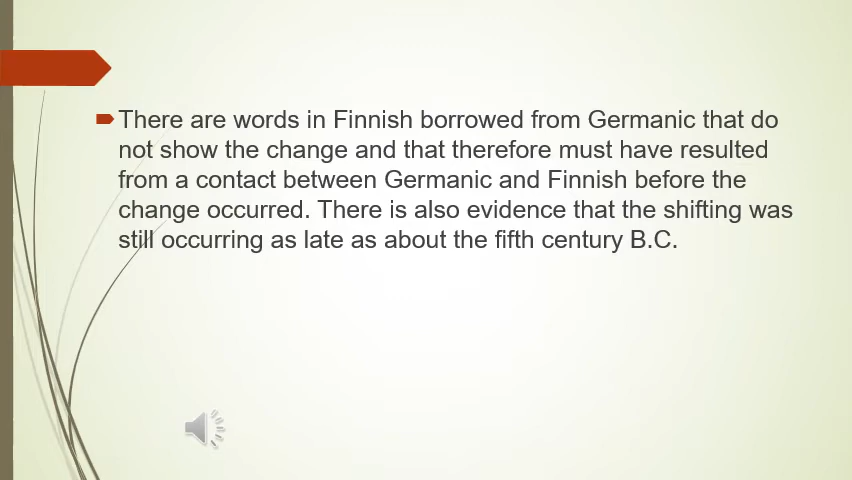 There are words in Finnish borrowed from Germanic that do
not show the change and that therefore must have resulted
from a contact between Germanic and Finnish before the
change occurred. There is also evidence that the shifting was
still occurring as late as about the fifth century B.C.